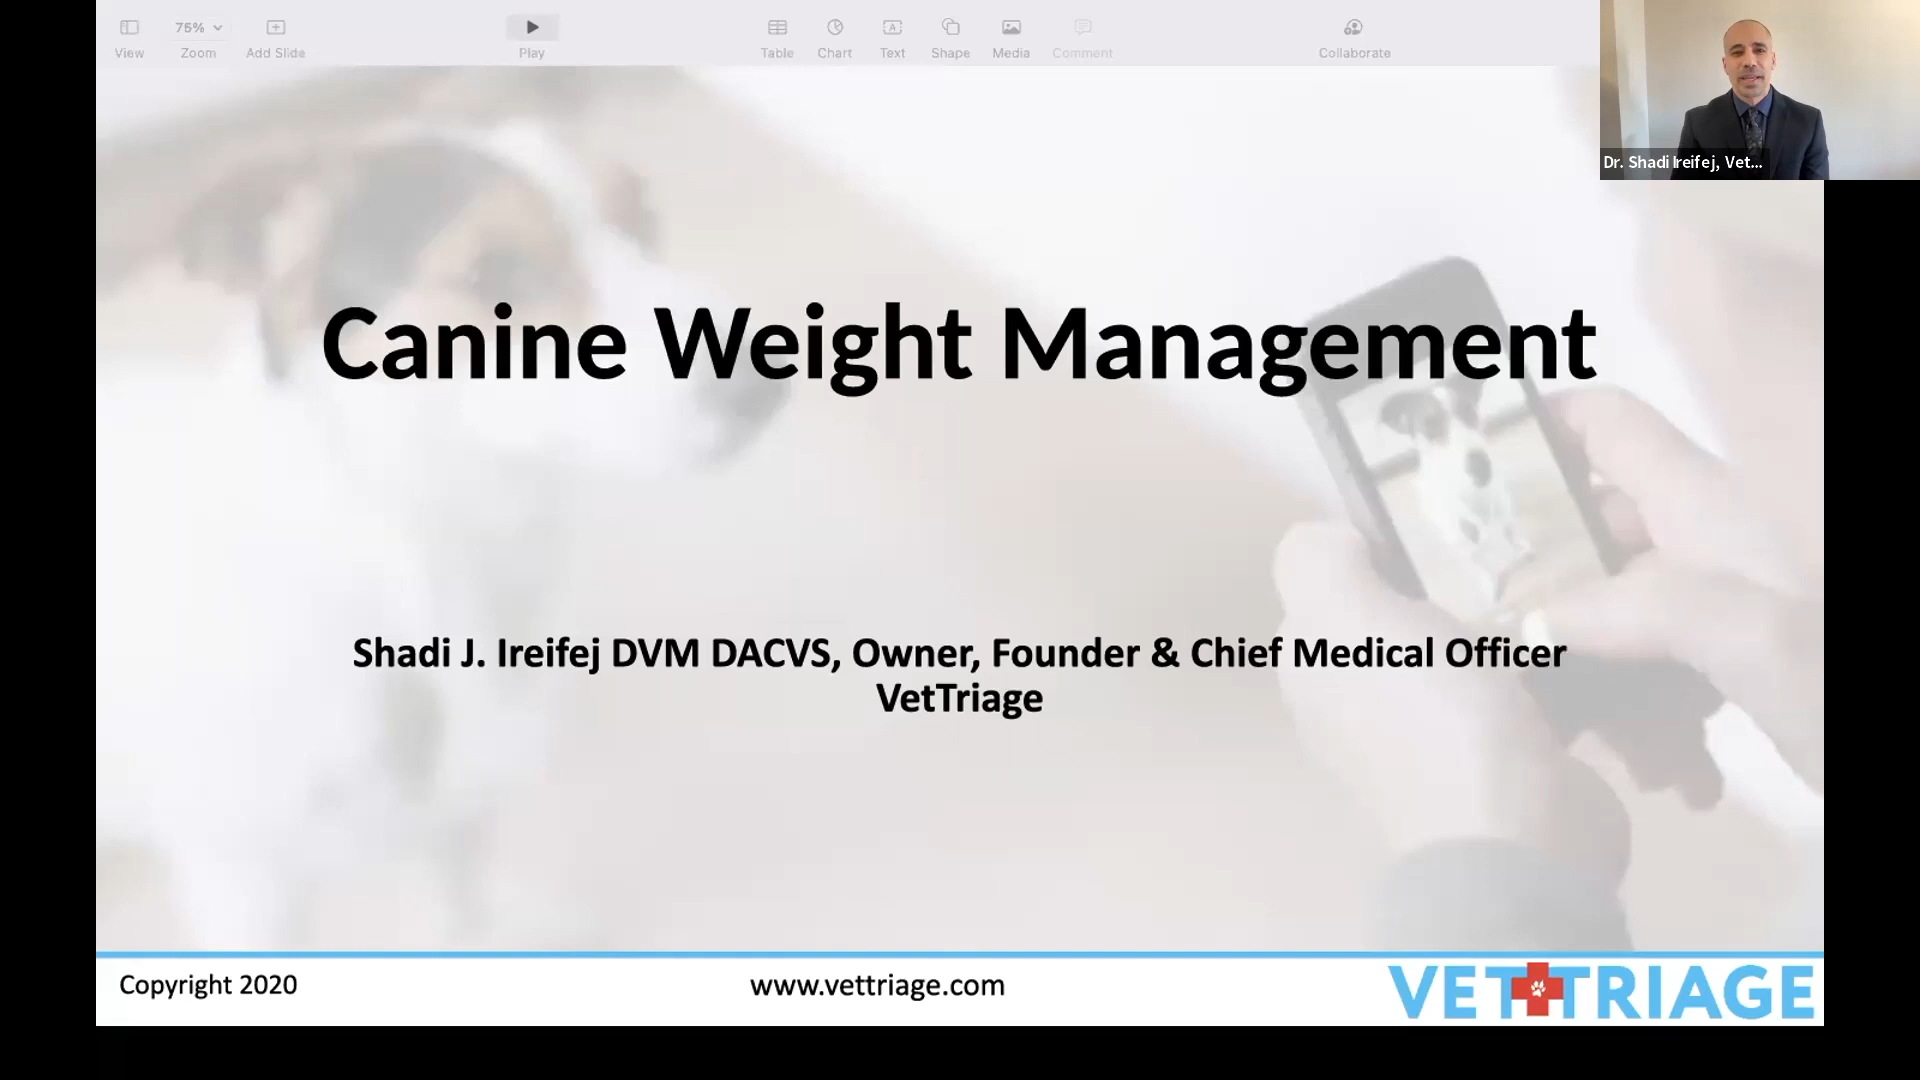 75%
View
Zoom
Add Slide
Play
Table
Chart
Text
Shape
Media
Comment
Collaborate
Dr. Shadi Ireifej, Vet...
Canine Weight Management
Shadi J. Ireifej DVM DACVS, Owner, Founder & Chief Medical Officer
VetTriage
Copyright 2020
www.vettriage.com
VETTRIAGE